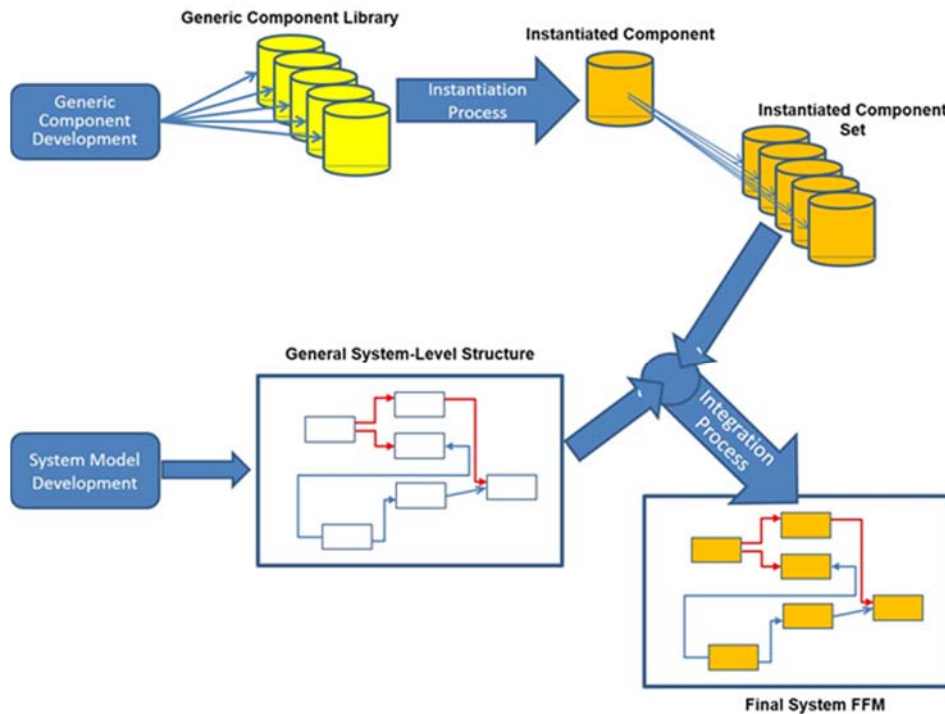 Generic Component Library
Instantiated Component
Generic
Component
Development
Instantiation
Process
Instantiated Component
Set
General System-Level Structure
System Model
Development
Integration
Process
Final System FFM